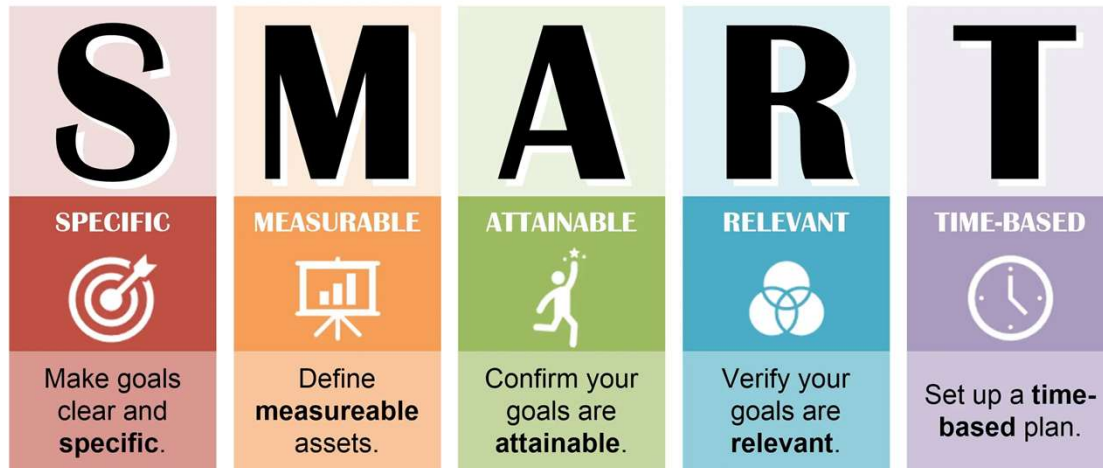 S M A R T
SPECIFIC
MEASURABLE
ATTAINABLE
RELEVANT
TIME-BASED
Make goals
clear and
specific.
Define
measureable
assets.
Confirm your
goals are
attainable.
Verify your
goals are
relevant.
Set up a time-
based plan.